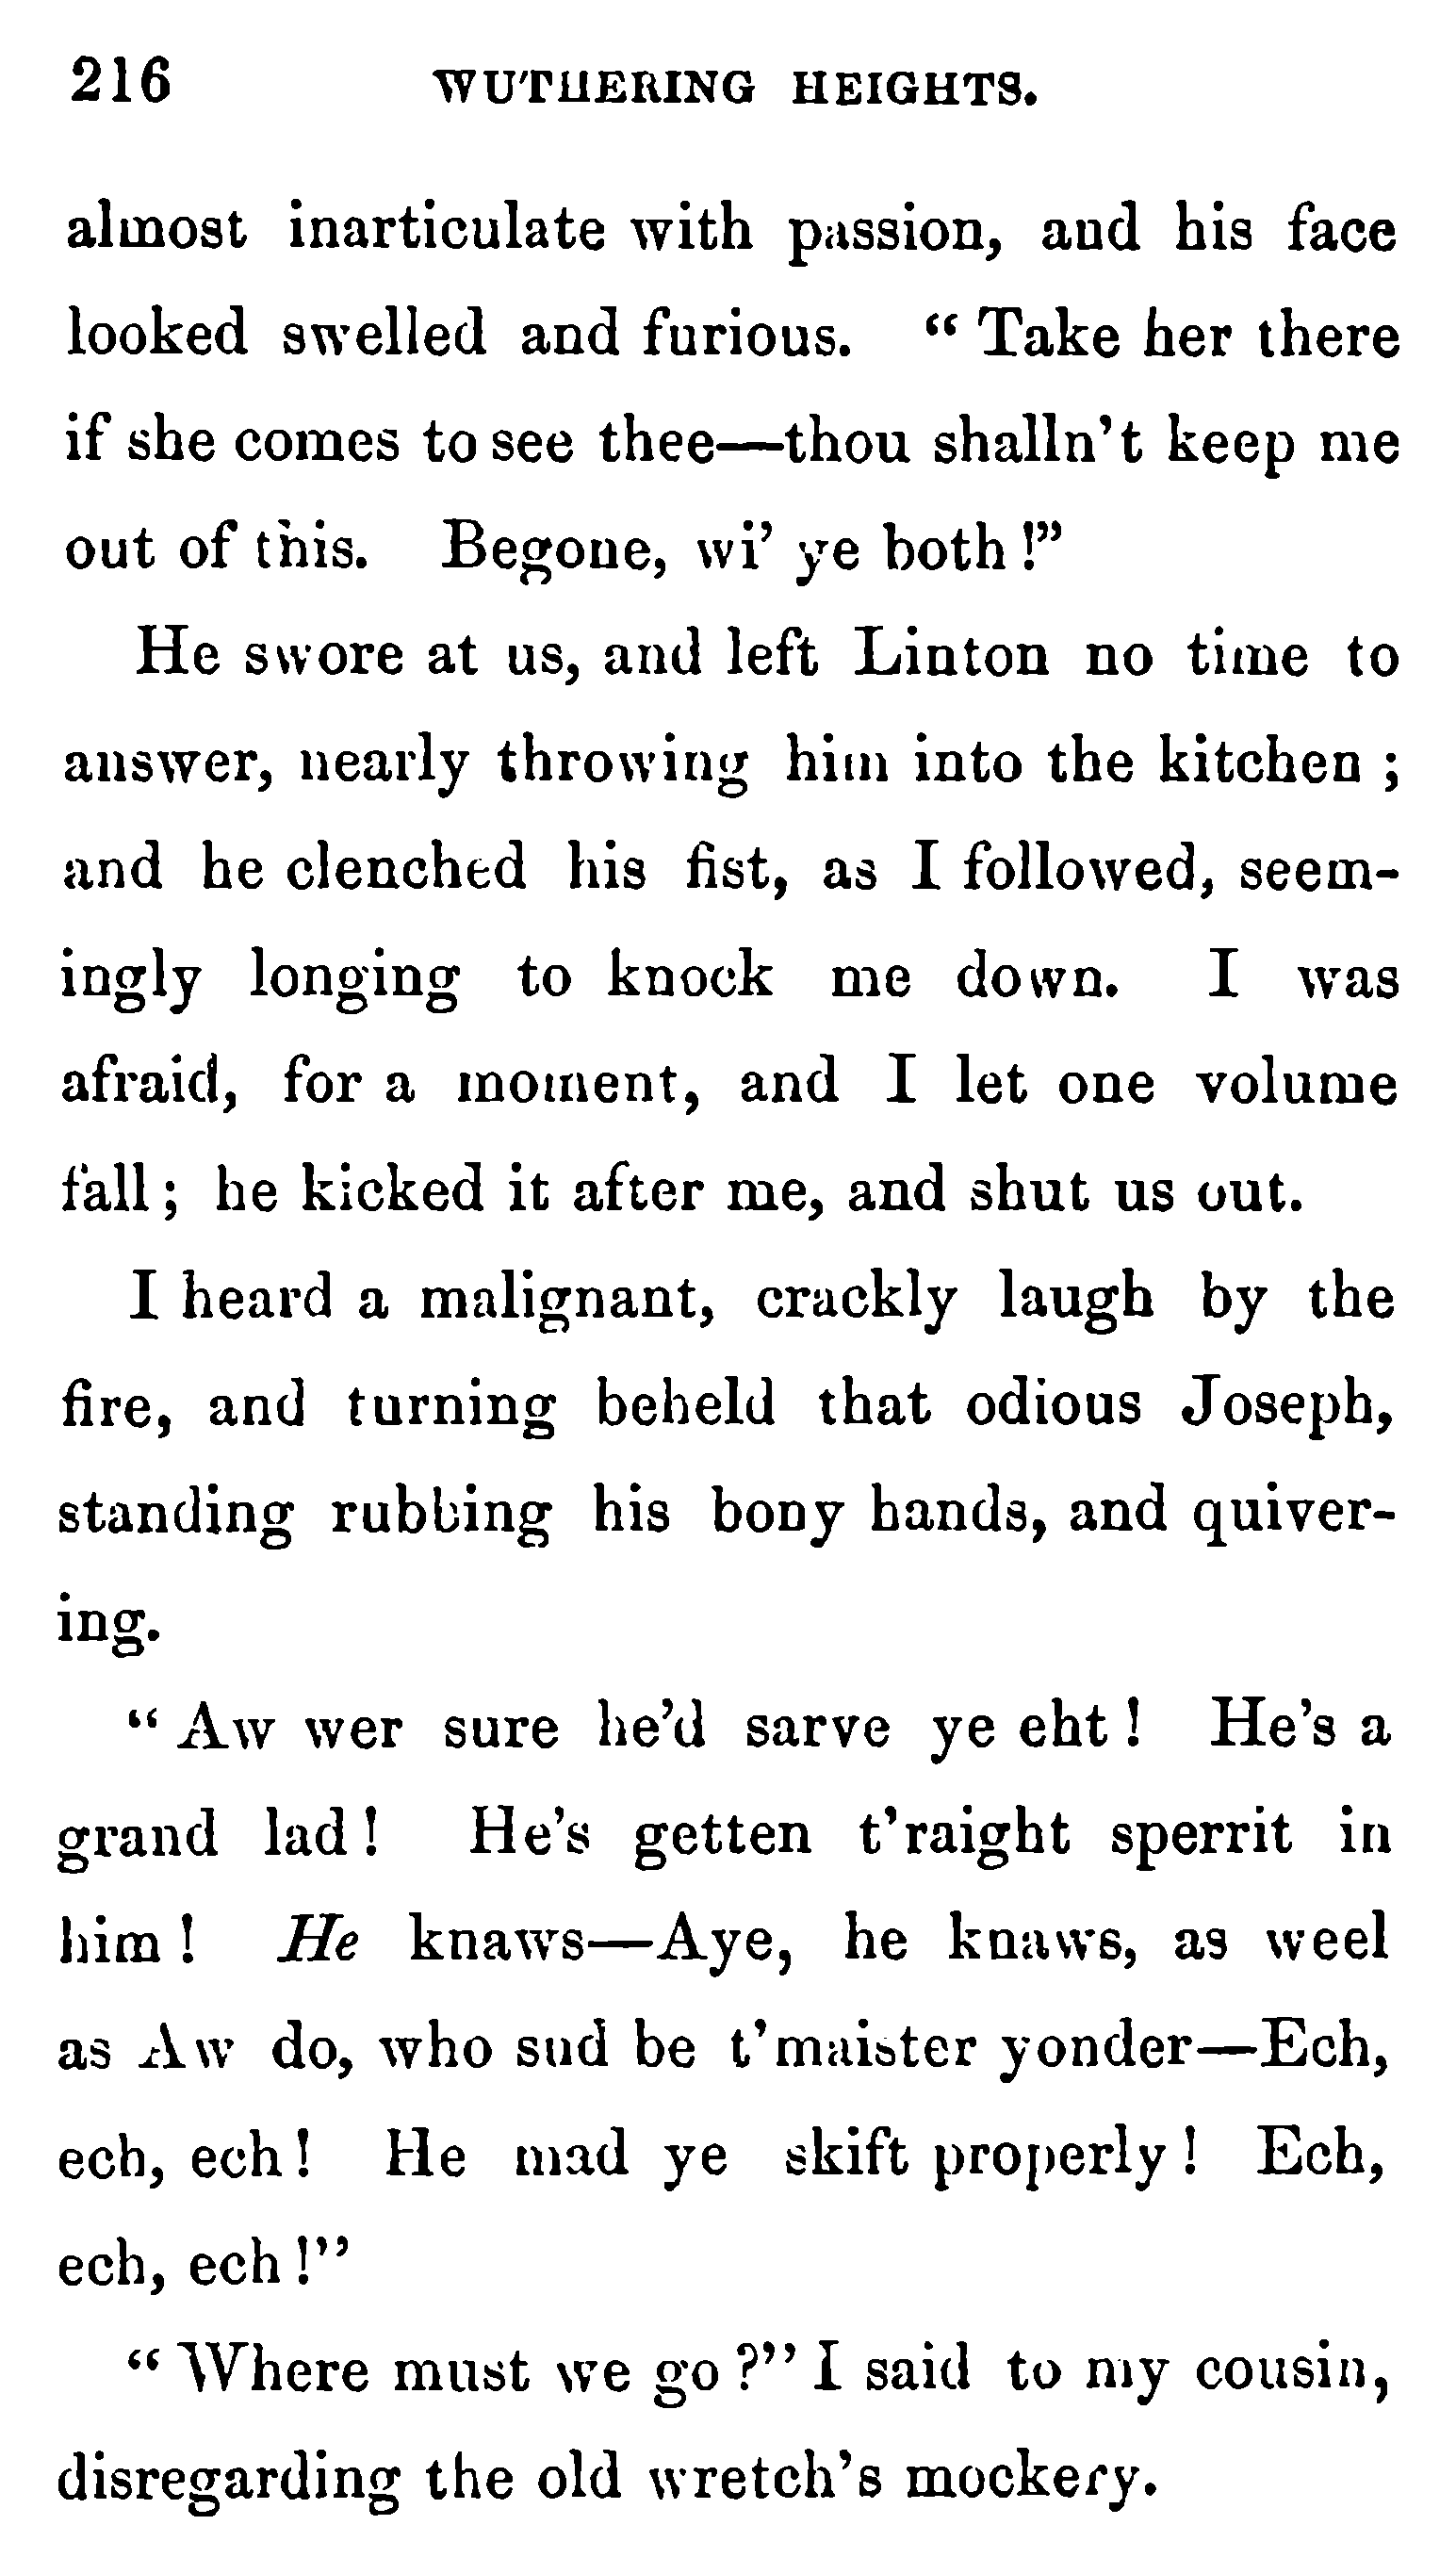 216 WUTHERING HEIGHTS.
almost inarticulate with passion, and his face
looked swelled and furious. “ Take her there
if she comes to see thee—thou shalln’t keep me
out of this. Begone, wi’ ye both !”
He swore at us, and left Linton no time to
answer, nearly throwing him into the kitchen ;
and he clenched his fist, as I followed, seem-
ingly longing to knock me down. I was
afraid, for a moment, and I let one volume
fall ; he kicked it after me, and shut us out.
I heard a malignant, crackly laugh by the
fire, and turning beheld that odious Joseph,
standing rubbing his bony hands, and quiver-
ing.
“ Aw wer sure he’d sarve ye eht ! He’s a
grand lad ! He’s getten t’raight sperrit in
him ! He knaws—Aye, he knaws, as weel
as Aw do, who sud be t’maister yonder—Ech,
ech, ech ! He mad ye skift properly ! Ech,
ech, ech !”
“ Where must we go ?” I said to my cousin,
disregarding the old wretch’s mockery.